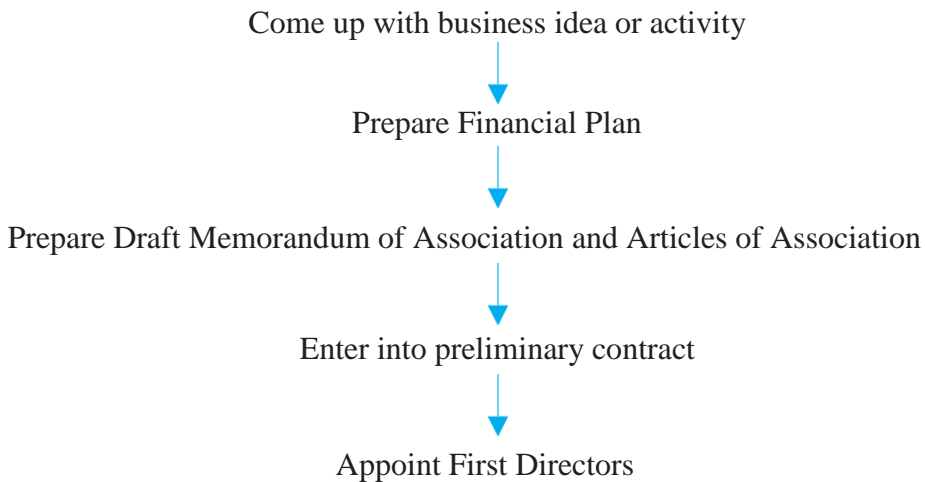 Come up with business idea or activity
Prepare Financial Plan
Prepare Draft Memorandum of Association and Articles of Association
Enter into preliminary contract
Appoint First Directors